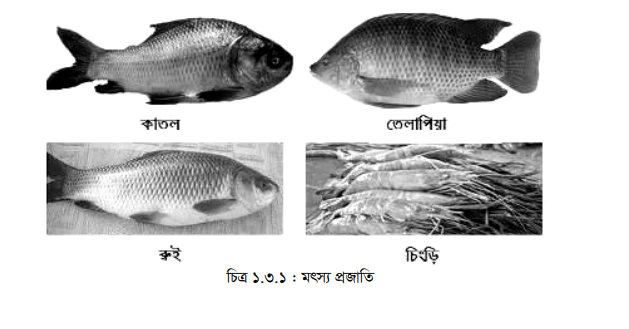 কাতল
তেলাপিয়া
রুই
চিংড়ি
চিত্র ১.৩.১ : মৎস্য প্রজাতি